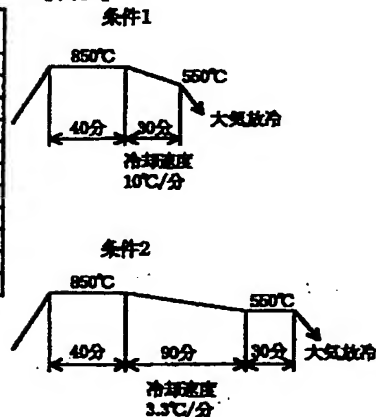 条件1
850℃
550℃
40分
30分
大気放冷
冷却速度
10℃/分
条件2
850℃
550℃
40分
90分
30分
大気放冷
冷却速度
3.3℃/分